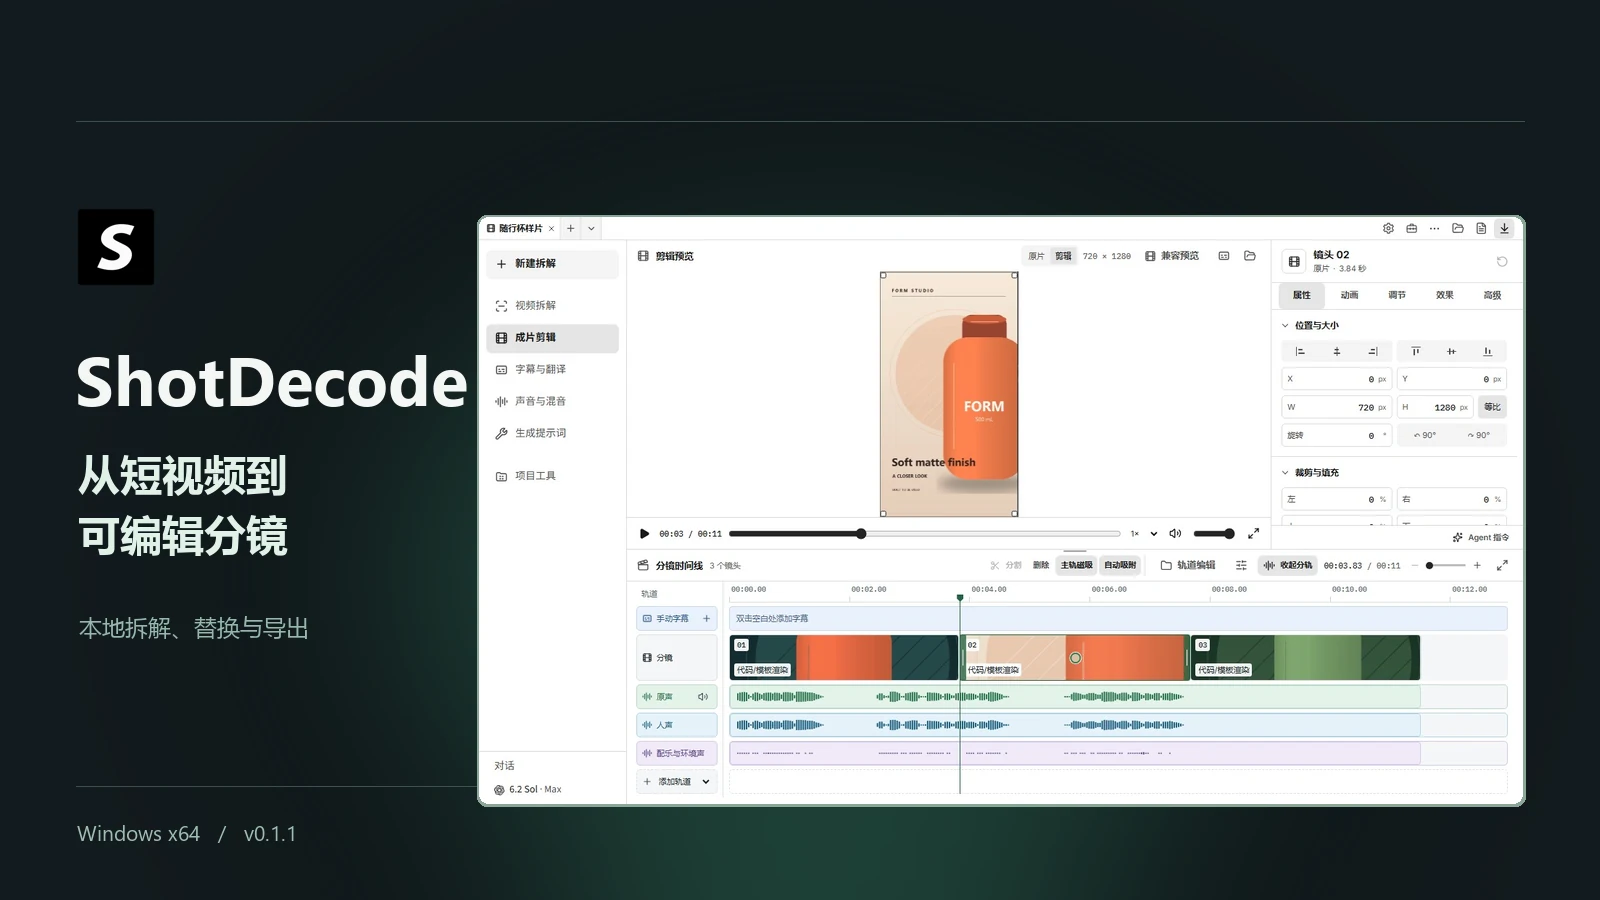 S
ShotDecode
从短视频到
可编辑分镜
本地拆解、替换与导出
Windows x64 / v0.1.1
随行杯样片
新建拆解
视频拆解
成片剪辑
字幕与翻译
声音与混音
生成提示词
项目工具
对话
6.2 Sol · Max
剪辑预览
原片 剪辑 720 × 1280 兼容预览
FORM STUDIO
FORM
Soft matte finish
A CLOSER LOOK
00:03 / 00:11
1×
镜头 02
原片 · 3.84 秒
属性 动画 调节 效果 高级
位置与大小
X 0 px Y 0 px
W 720 px H 1280 px 等比
旋转 0 ° 90° 90°
裁剪与填充
左 0 % 右 0 %
Agent 指令
分镜时间线 3 个镜头
分割 删除 主轨磁吸 自动吸附 轨道编辑 收起分轨 00:03.83 / 00:11
轨道
00:00.00 00:02.00 00:04.00 00:06.00 00:08.00 00:10.00 00:12.00
手动字幕
双击空白处添加字幕
分镜
01 02 03
代码/模板渲染 代码/模板渲染 代码/模板渲染
原声
人声
配乐与环境声
添加轨道